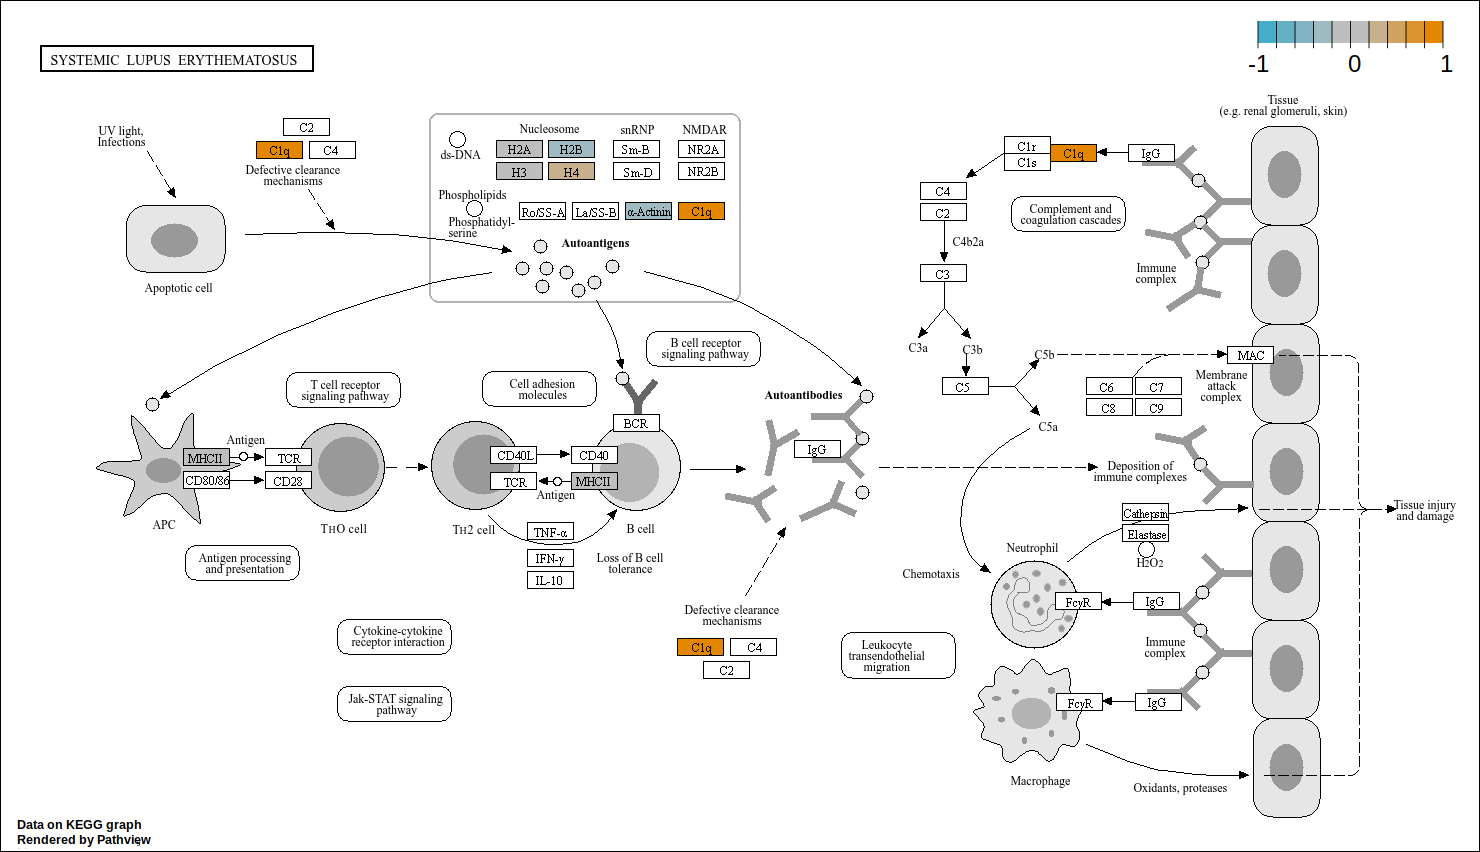 SYSTEMIC LUPUS ERYTHEMATOSUS
-1 0 1
Tissue
(e.g. renal glomeruli, skin)
UV light,
Infections
C2
C1q C4
Defective clearance
mechanisms
Apoptotic cell
ds-DNA
Nucleosome
H2A H2B
H3 H4
snRNP
Sm-B
Sm-D
NMDAR
NR2A
NR2B
Phospholipids
Phosphatidyl-
serine
Ro/SS-A La/SS-B α-Actinin C1q
Autoantigens
C1r
C1s
C1q
IgG
C4
C2
C4b2a
C3
C3a C3b
C5
C5b
C5a
Complement and
coagulation cascades
Immune
complex
MAC
C6 C7
C8 C9
Membrane
attack
complex
B cell receptor
signaling pathway
T cell receptor
signaling pathway
Cell adhesion
molecules
Antigen
MHCII TCR
CD80/86 CD28
APC
TH0 cell
CD40L CD40
TCR MHCII
Antigen
TH2 cell
BCR
B cell
TNF-α
IFN-γ
IL-10
Loss of B cell
tolerance
Autoantibodies
IgG
Antigen processing
and presentation
Cytokine-cytokine
receptor interaction
Jak-STAT signaling
pathway
Defective clearance
mechanisms
C1q C4
C2
Leukocyte
transendothelial
migration
Deposition of
immune complexes
Cathepsin
Elastase
H2O2
Tissue injury
and damage
Neutrophil
Chemotaxis
FcγR IgG
Immune
complex
FcγR IgG
Macrophage
Oxidants, proteases
Data on KEGG graph
Rendered by Pathview